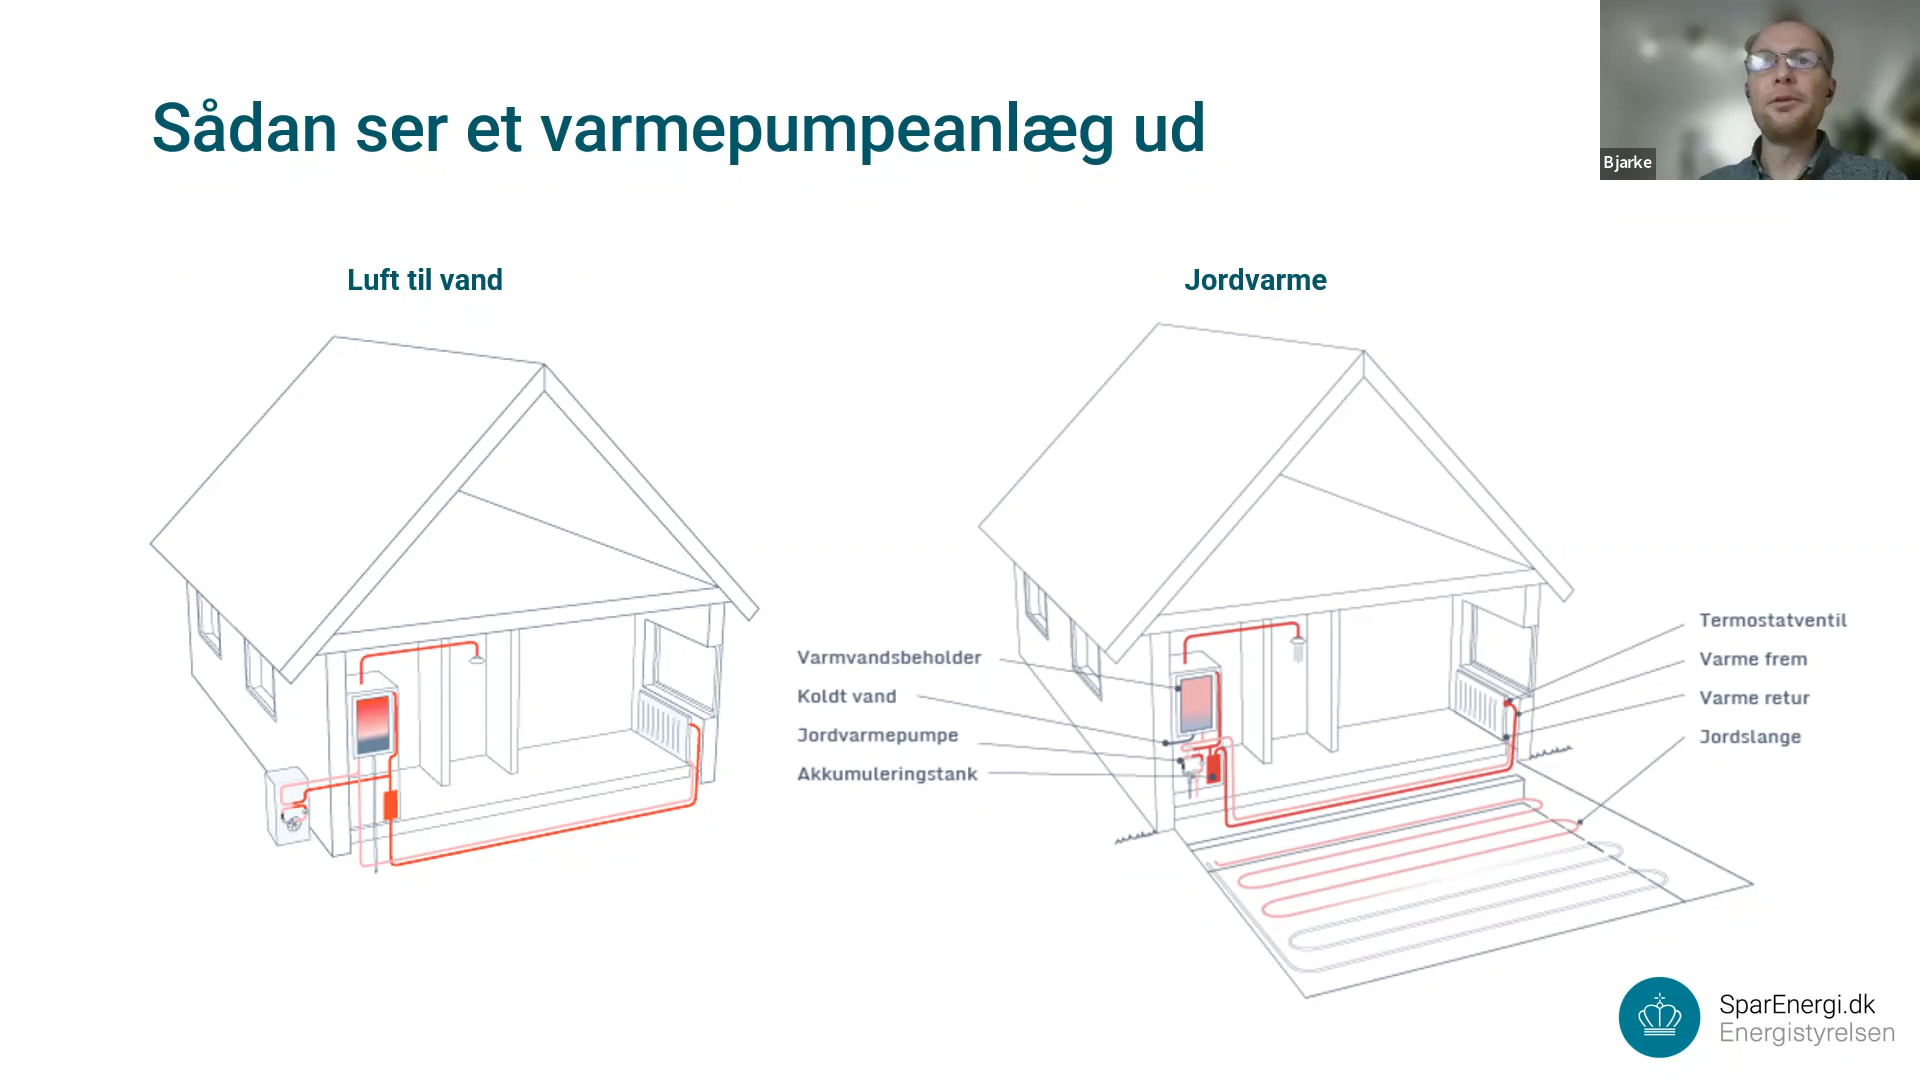 Sådan ser et varmepumpeanlæg ud
Bjarke
Luft til vand
Jordvarme
Varmvandsbeholder
Koldt vand
Jordvarmepumpe
Akkumuleringstank
Termostatventil
Varme frem
Varme retur
Jordslange
SparEnergi.dk
Energistyrelsen